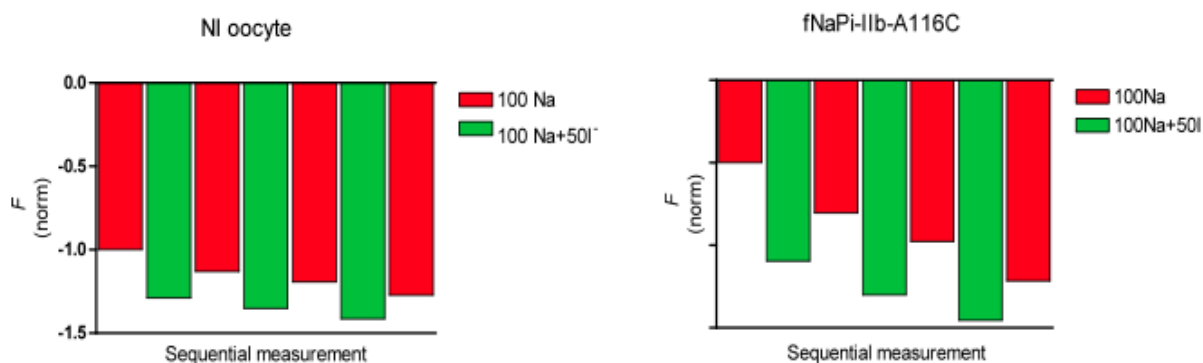 NI oocyte
0.0
-0.5
-1.0
-1.5
F
(norm)
Sequential measurement
100 Na
100 Na+50I-
fNaPi-IIb-A116C
F
(norm)
Sequential measurement
100Na
100Na+50I